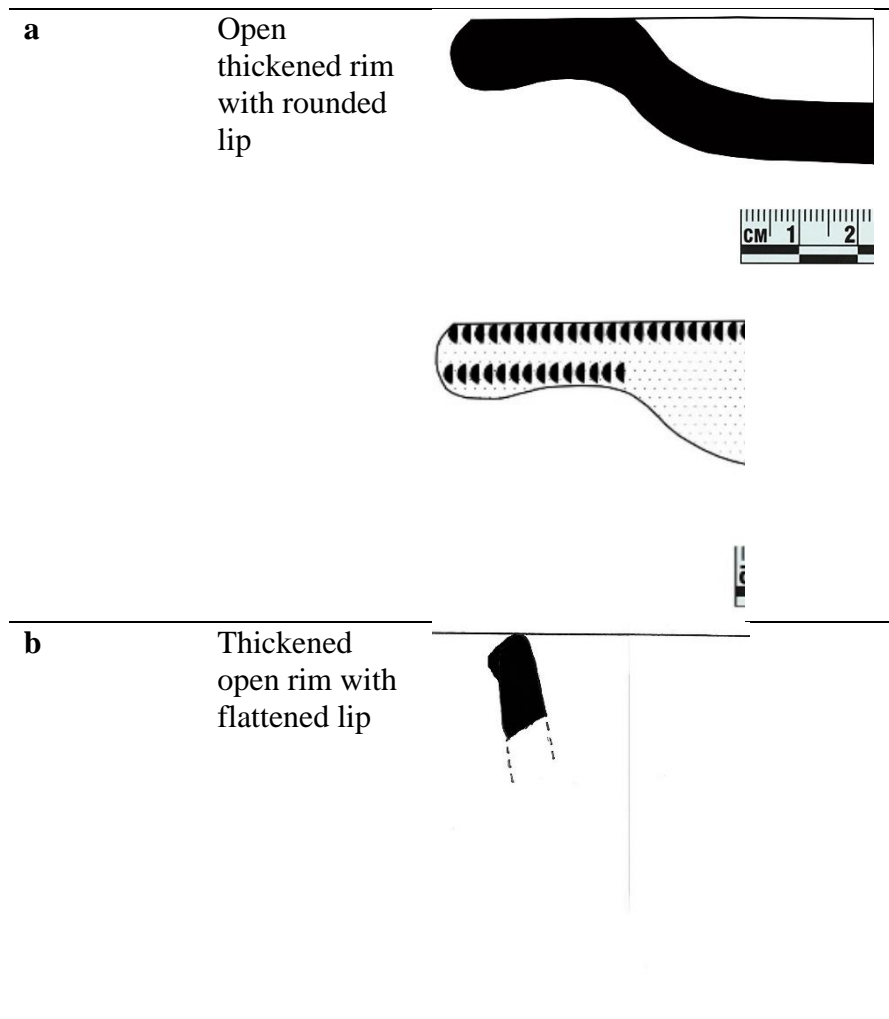 a Open
thickened rim
with rounded
lip
CM 1 2
b Thickened
open rim with
flattened lip